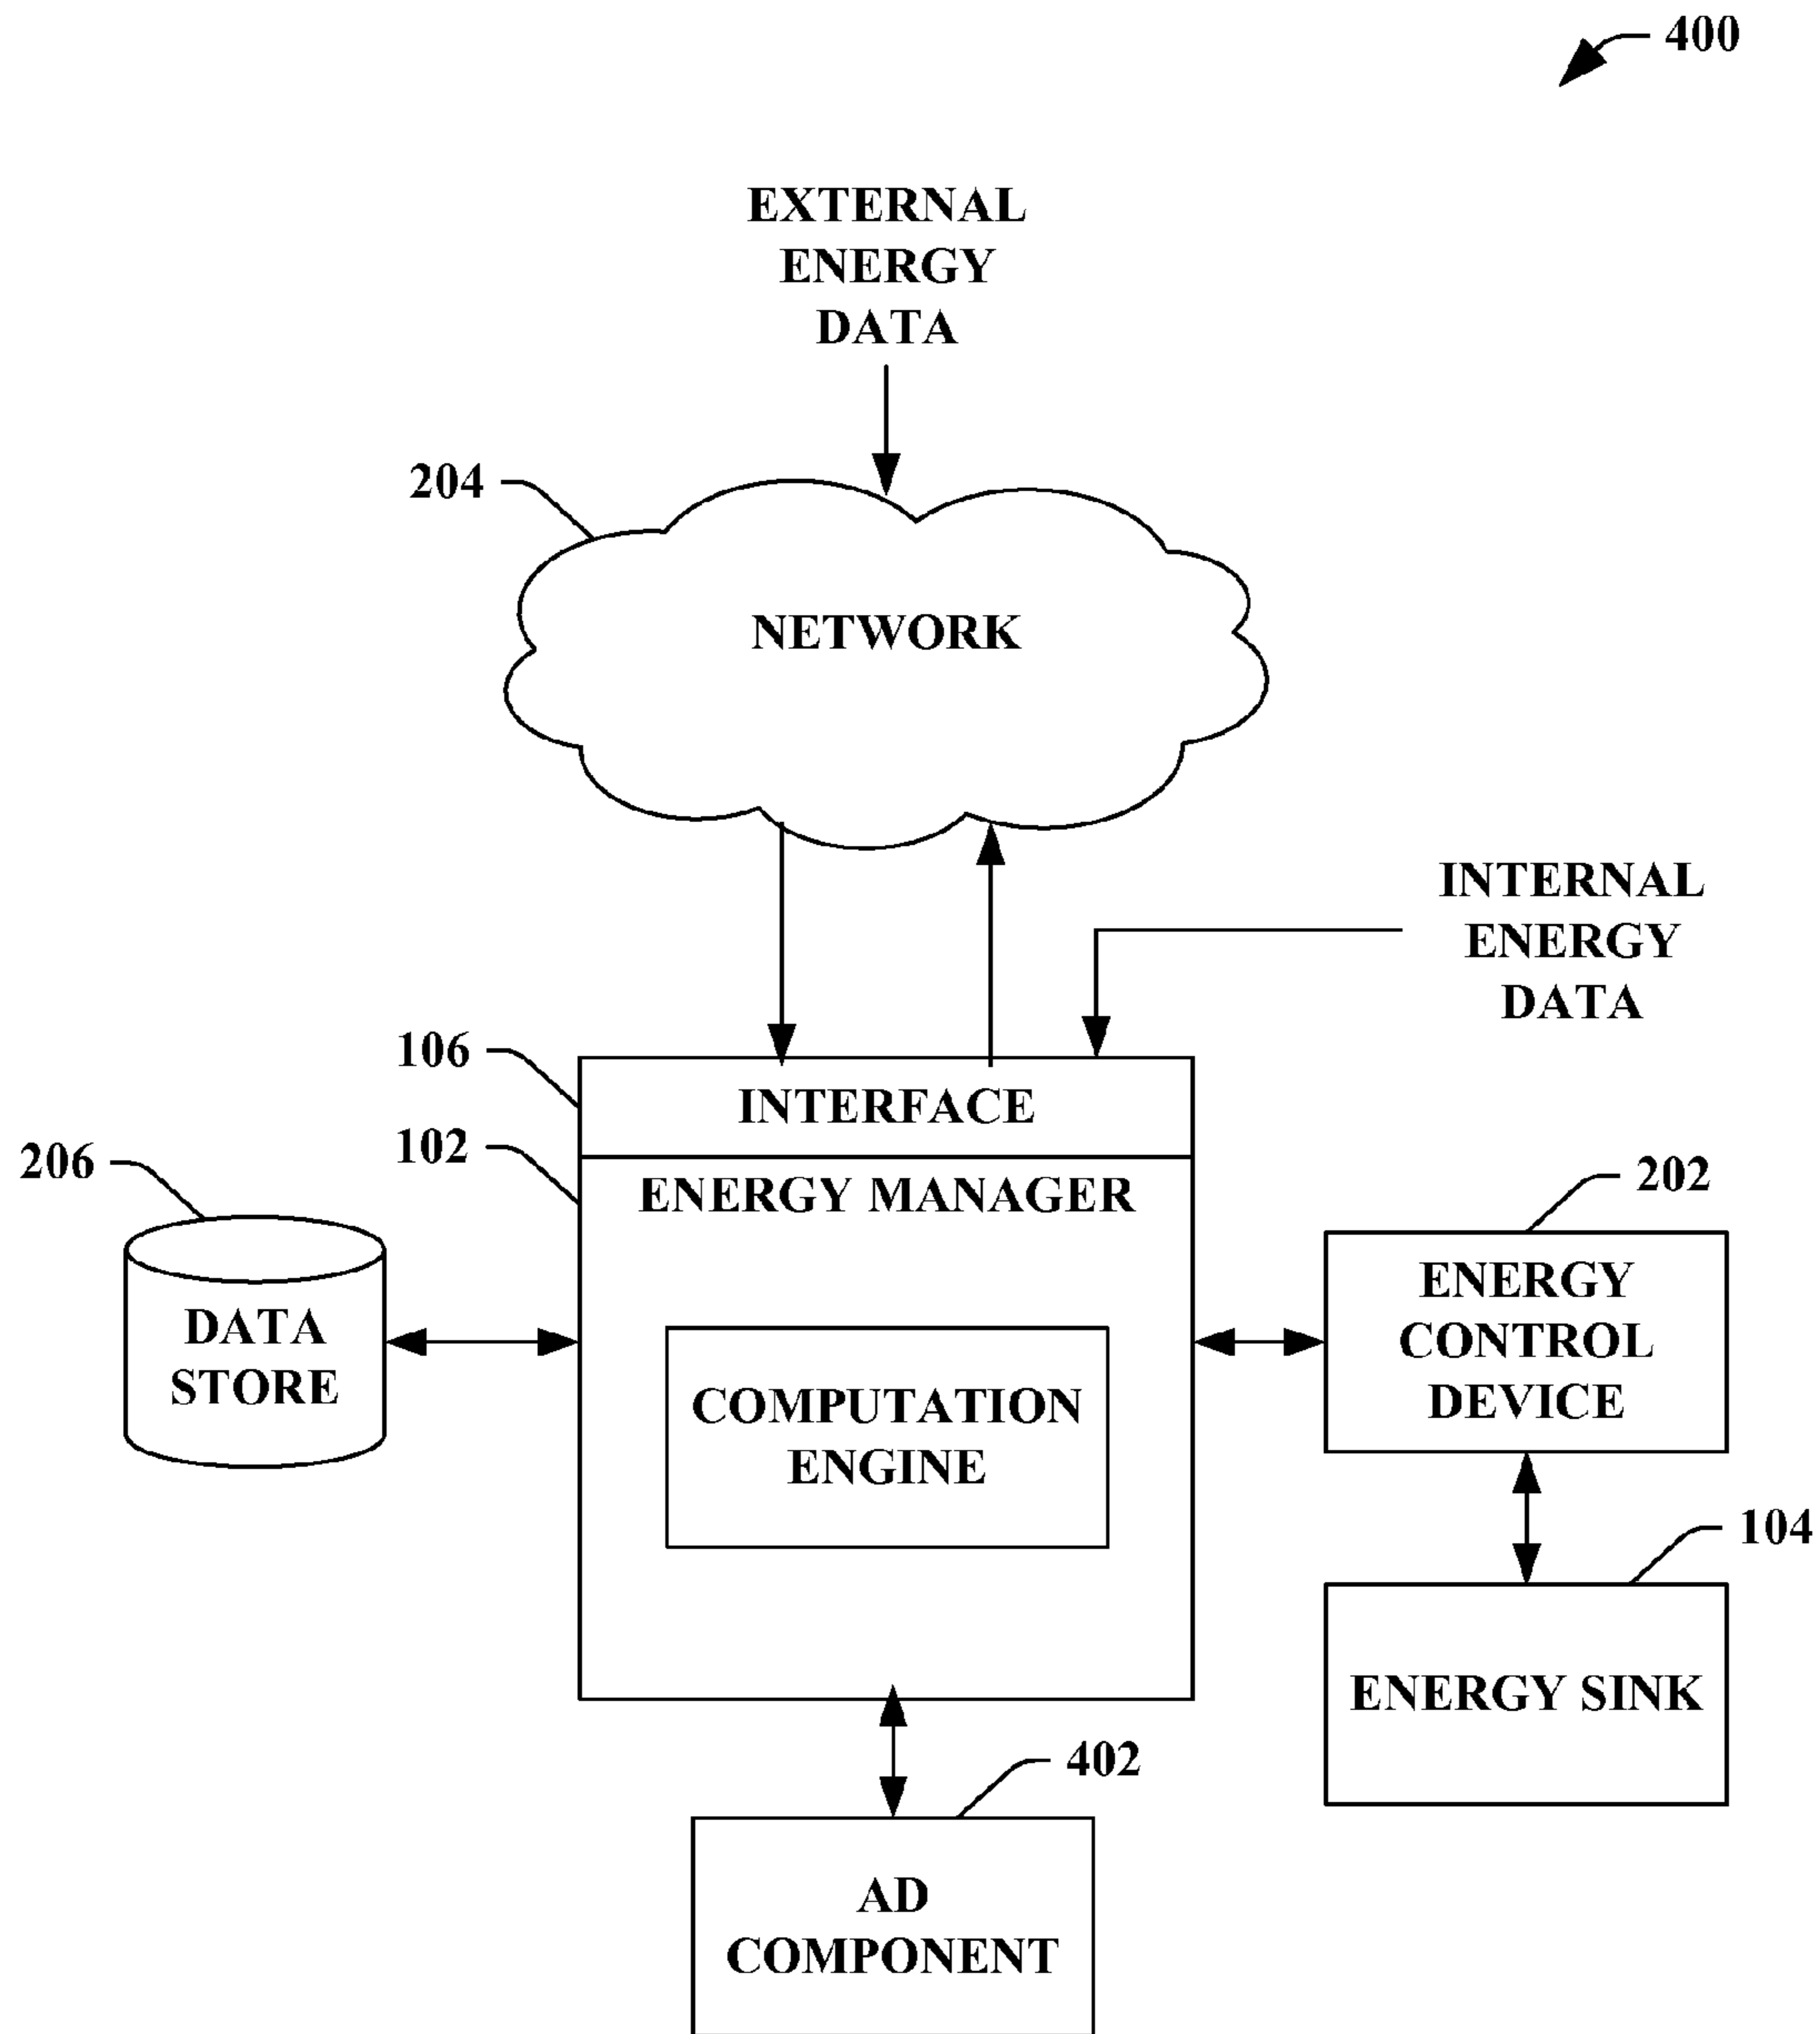 400
EXTERNAL
ENERGY
DATA
204
NETWORK
INTERNAL
ENERGY
DATA
106
INTERFACE
102
ENERGY MANAGER
206
DATA
STORE
COMPUTATION
ENGINE
202
ENERGY
CONTROL
DEVICE
104
ENERGY SINK
402
AD
COMPONENT